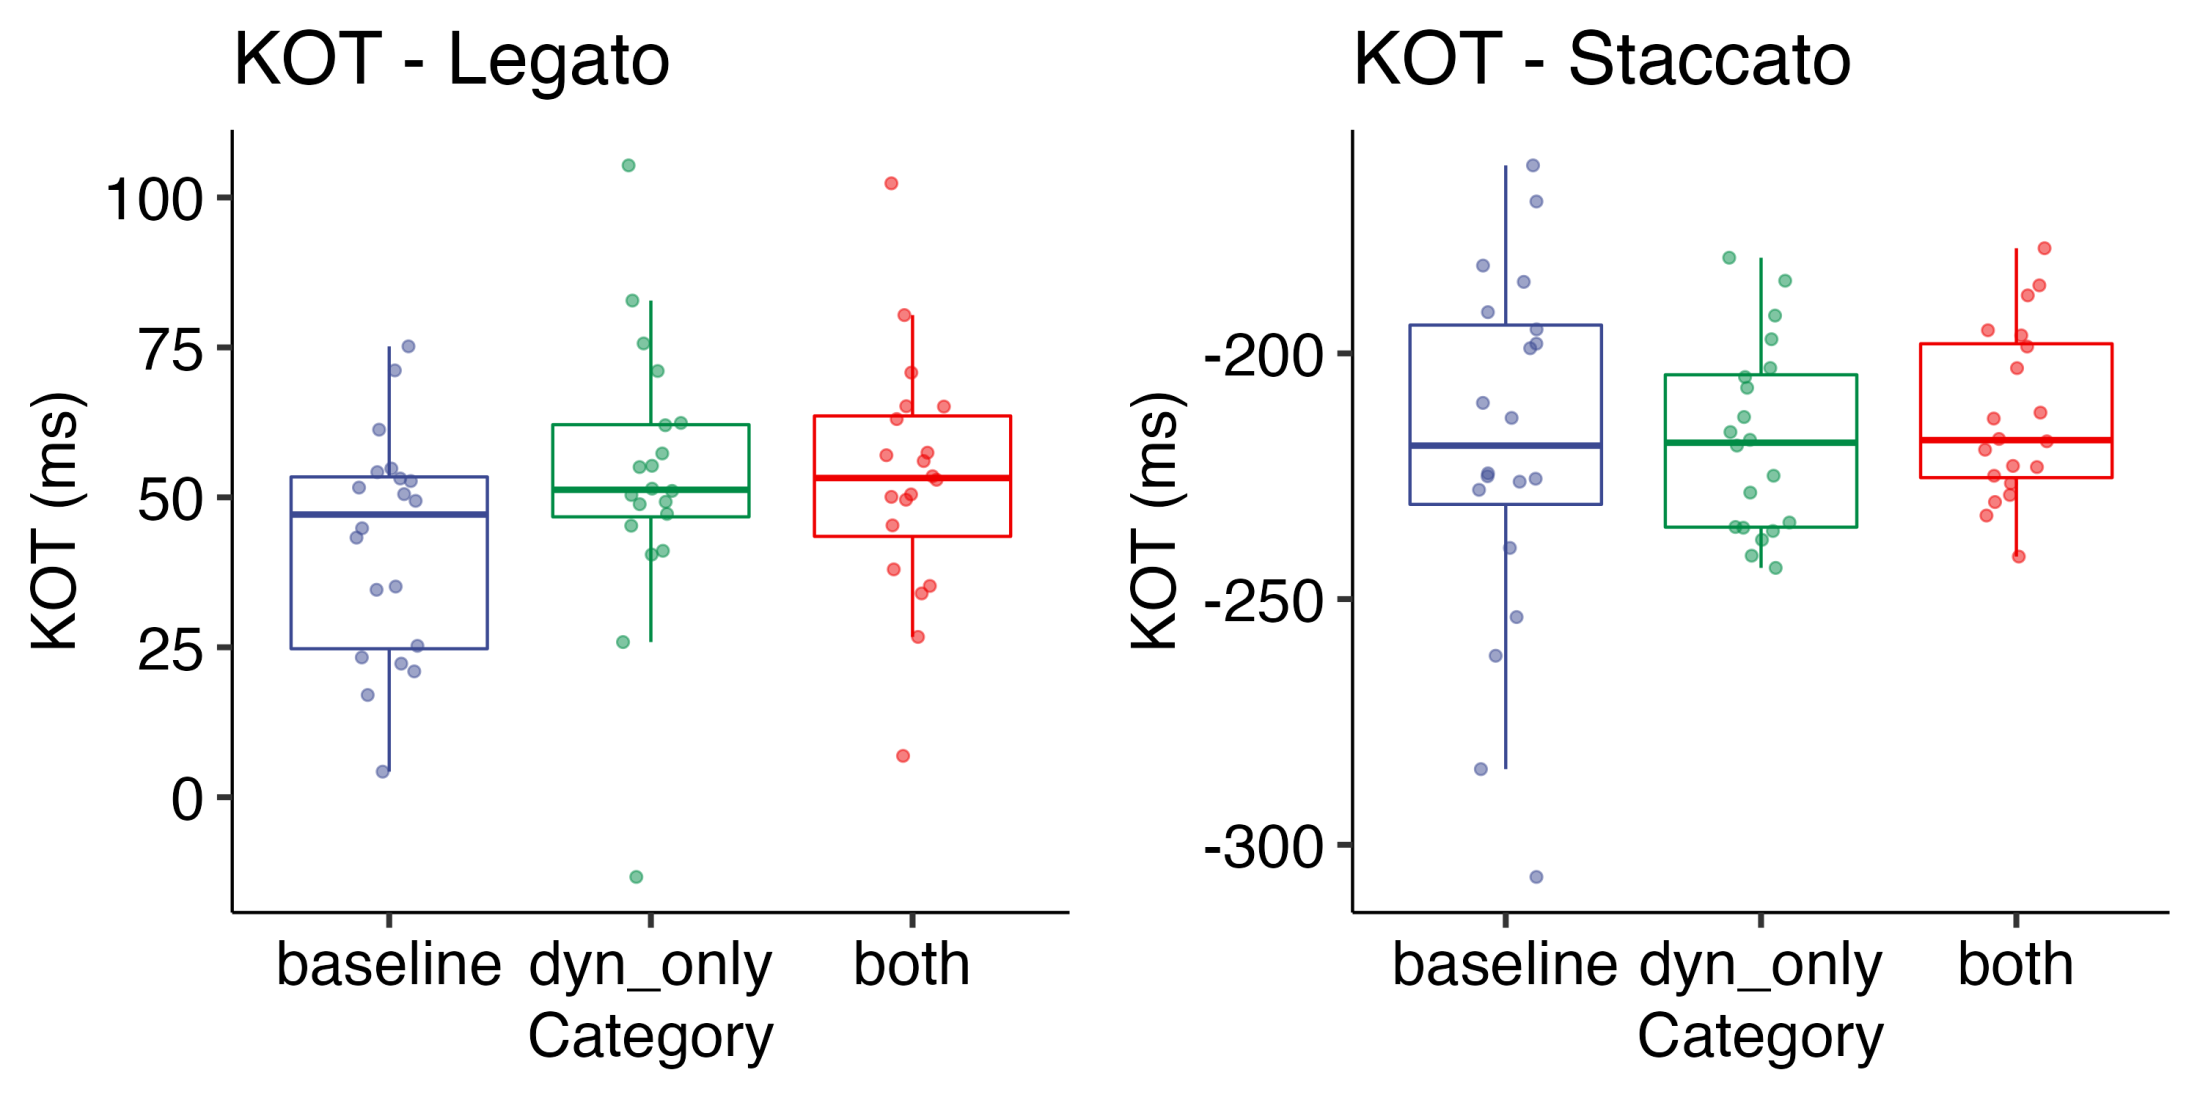 KOT - Legato
KOT (ms)
100
75
50
25
0
baseline dyn_only both
Category
KOT - Staccato
KOT (ms)
-200
-250
-300
baseline dyn_only both
Category